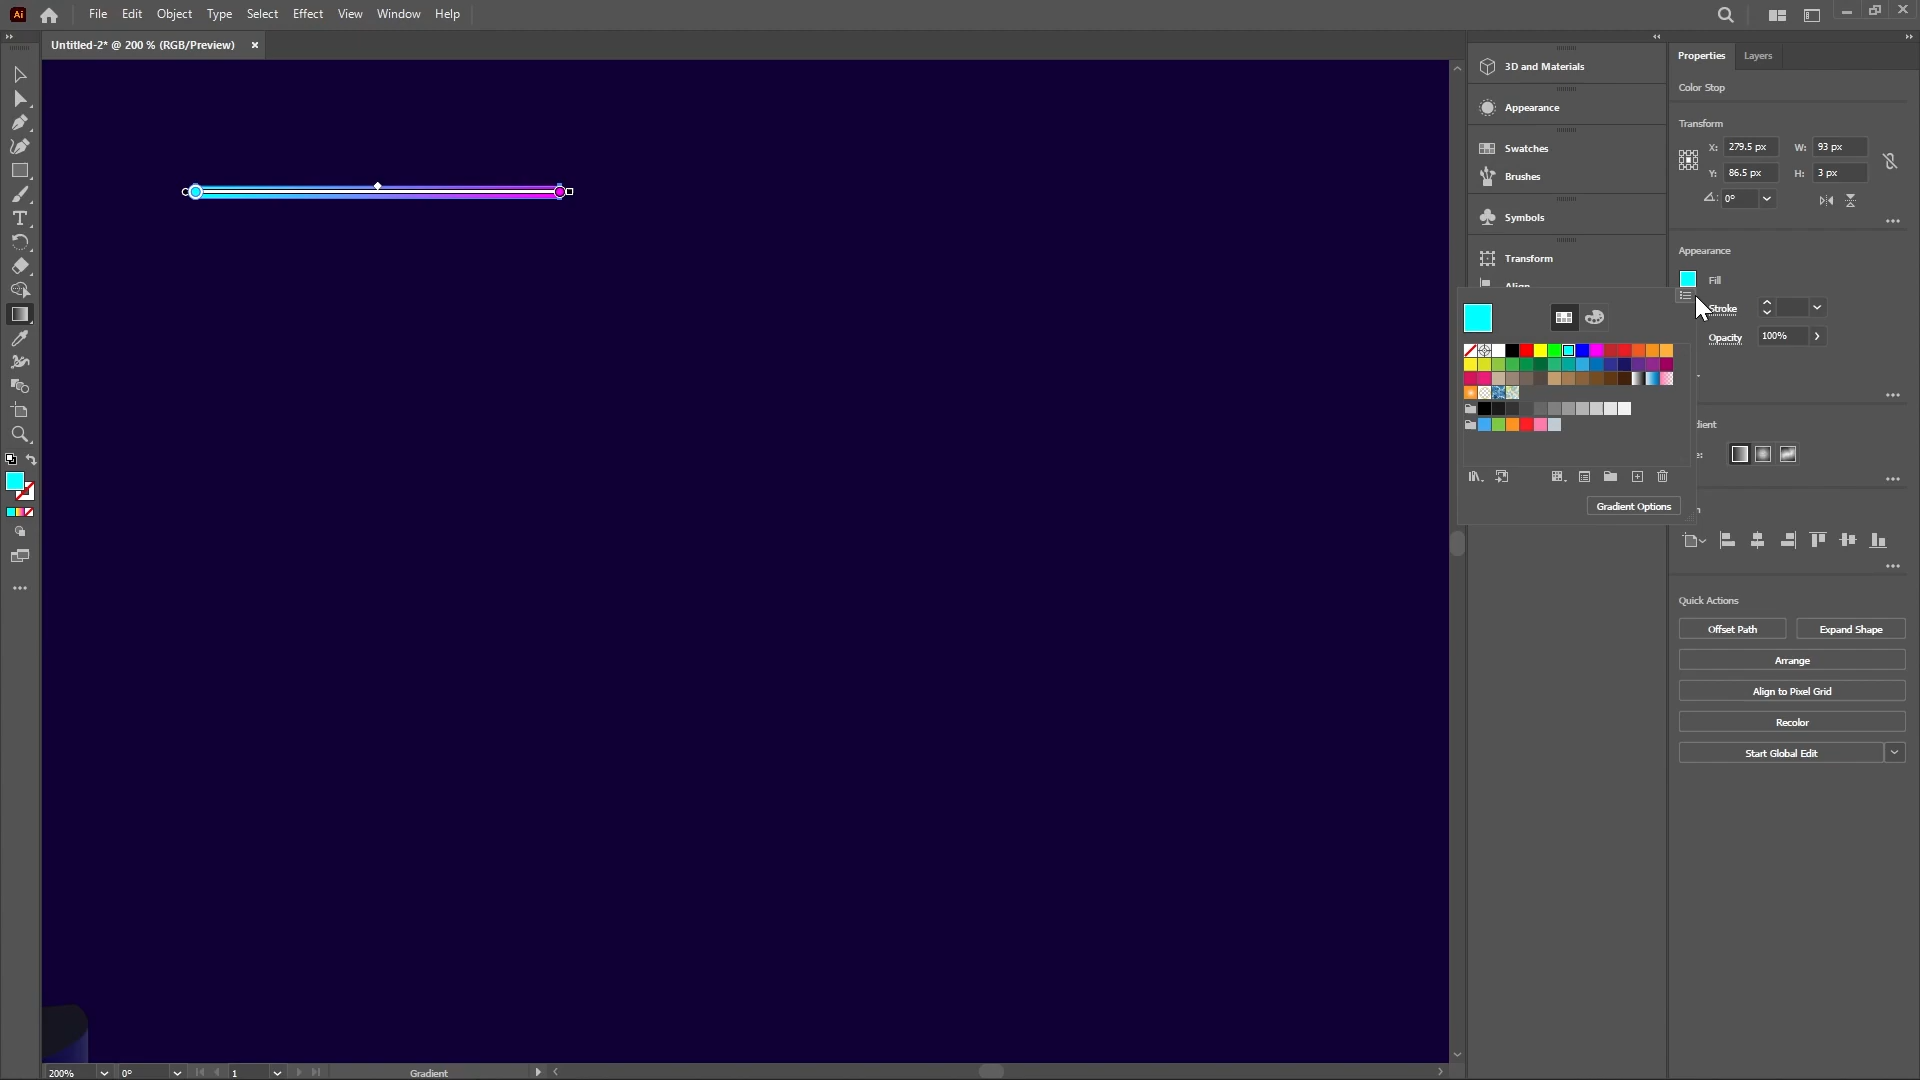 Ai File Edit Object Type Select Effect View Window Help
Untitled-2* @ 200 % (RGB/Preview) ×
3D and Materials
Appearance
Swatches
Brushes
Symbols
Transform
Align
Gradient Options
Properties Layers
Color Stop
Transform
X: 279.5 px W: 93 px
Y: 86.5 px H: 3 px
0°
Appearance
Fill
Stroke
Opacity 100%
dient
Quick Actions
Offset Path Expand Shape
Arrange
Align to Pixel Grid
Recolor
Start Global Edit
T
200% 0° 1 Gradient